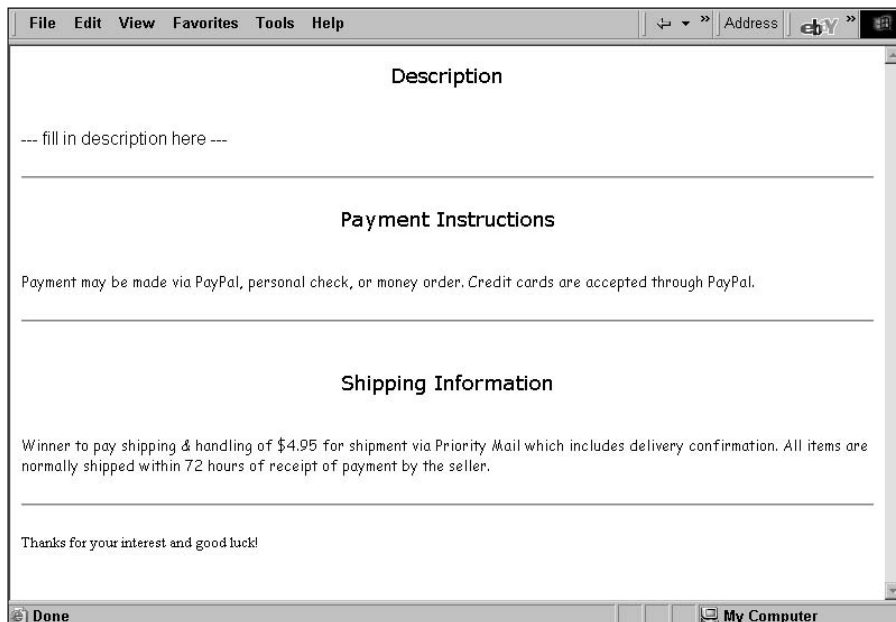 File Edit View Favorites Tools Help » Address ebY »
Description
--- fill in description here ---
Payment Instructions
Payment may be made via PayPal, personal check, or money order. Credit cards are accepted through PayPal.
Shipping Information
Winner to pay shipping & handling of $4.95 for shipment via Priority Mail which includes delivery confirmation. All items are
normally shipped within 72 hours of receipt of payment by the seller.
Thanks for your interest and good luck!
Done My Computer